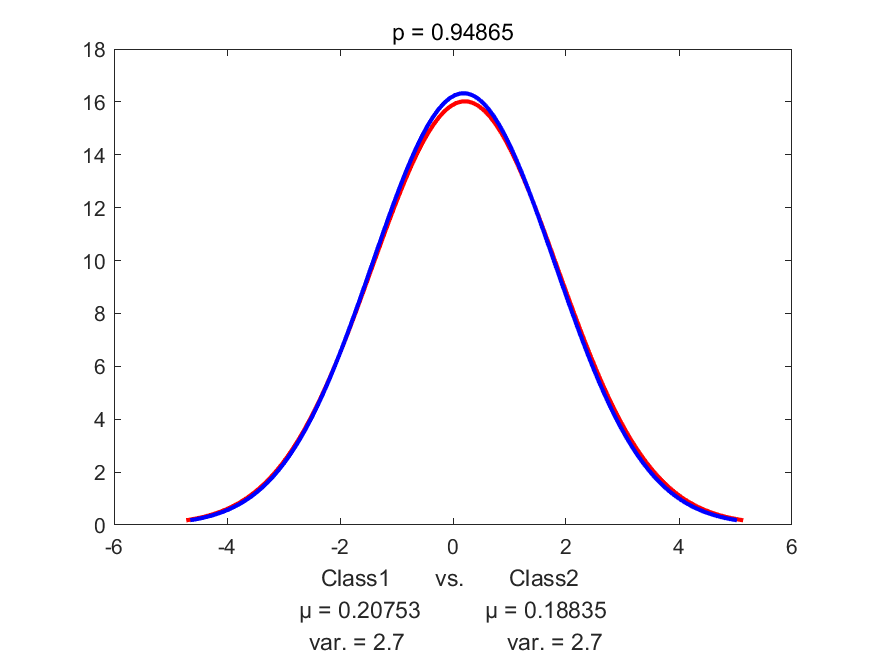 p = 0.94865
18
16
14
12
10
8
6
4
2
0
-6 -4 -2 0 2 4 6
Class1 vs. Class2
μ = 0.20753 μ = 0.18835
var. = 2.7 var. = 2.7